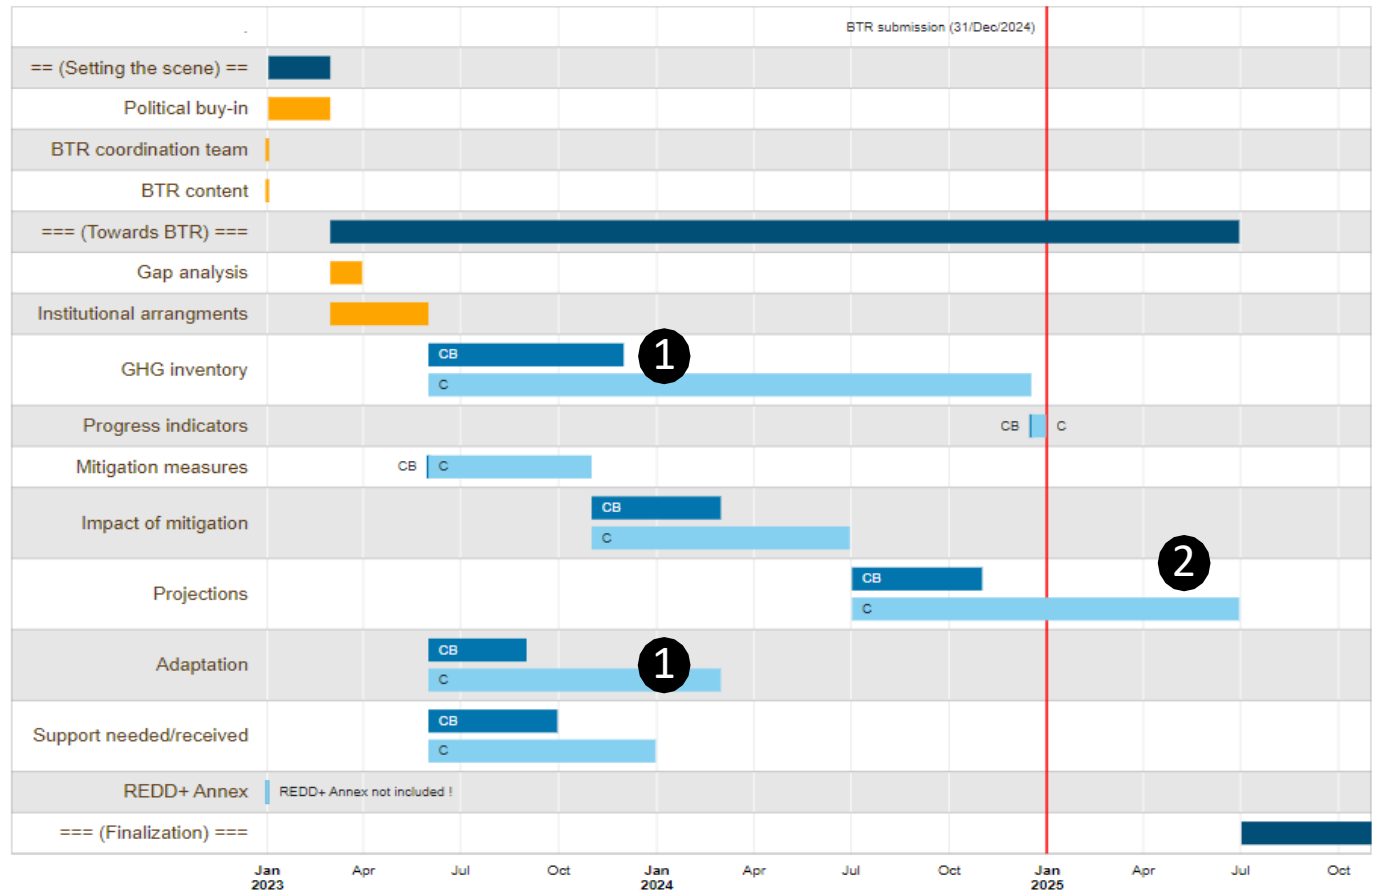 BTR submission (31/Dec/2024)
.
== (Setting the scene) ==
Political buy-in
BTR coordination team
BTR content
=== (Towards BTR) ===
Gap analysis
Institutional arrangments
GHG inventory
CB
1
C
Progress indicators
CB
C
Mitigation measures
CB
C
Impact of mitigation
CB
C
2
Projections
CB
C
Adaptation
CB
1
C
Support needed/received
CB
C
REDD+ Annex
REDD+ Annex not included !
=== (Finalization) ===
Jan
2023
Apr
Jul
Oct
Jan
2024
Apr
Jul
Oct
Jan
2025
Apr
Jul
Oct